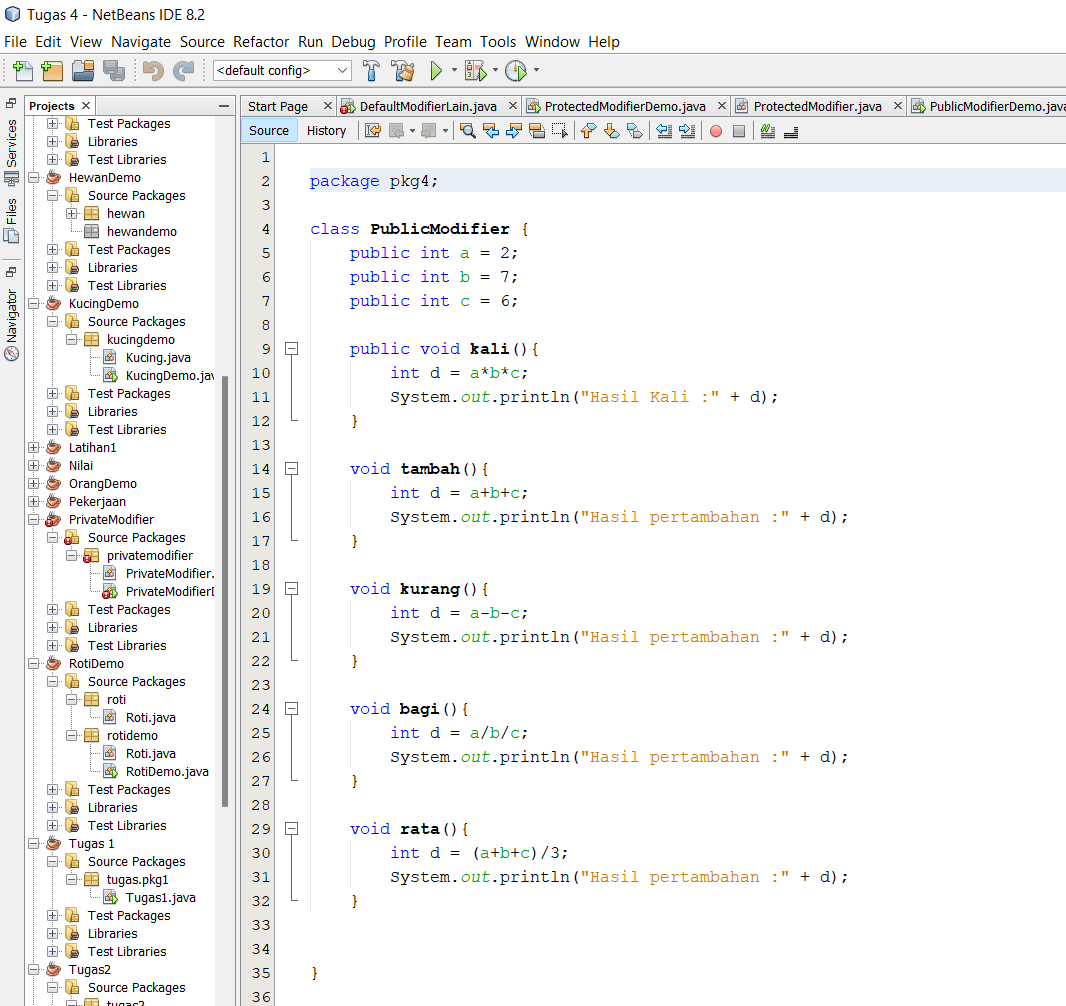 Tugas 4 - NetBeans IDE 8.2
File Edit View Navigate Source Refactor Run Debug Profile Team Tools Window Help
<default config>
Services
Files
Navigator
Projects
Test Packages
Libraries
Test Libraries
HewanDemo
Source Packages
hewan
hewandemo
Test Packages
Libraries
Test Libraries
KucingDemo
Source Packages
kucingdemo
Kucing.java
KucingDemo.jav
Test Packages
Libraries
Test Libraries
Latihan1
Nilai
OrangDemo
Pekerjaan
PrivateModifier
Source Packages
privatemodifier
PrivateModifier.
PrivateModifierD
Test Packages
Libraries
Test Libraries
RotiDemo
Source Packages
roti
Roti.java
rotidemo
Roti.java
RotiDemo.java
Test Packages
Libraries
Test Libraries
Tugas 1
Source Packages
tugas.pkg1
Tugas1.java
Test Packages
Libraries
Test Libraries
Tugas2
Source Packages
tugas2
Start Page DefaultModifierLain.java ProtectedModifierDemo.java ProtectedModifier.java PublicModifierDemo.java
Source History
1
2 package pkg4;
3
4 class PublicModifier {
5 public int a = 2;
6 public int b = 7;
7 public int c = 6;
8
9 public void kali(){
10 int d = a*b*c;
11 System.out.println("Hasil Kali :" + d);
12 }
13
14 void tambah(){
15 int d = a+b+c;
16 System.out.println("Hasil pertambahan :" + d);
17 }
18
19 void kurang(){
20 int d = a-b-c;
21 System.out.println("Hasil pertambahan :" + d);
22 }
23
24 void bagi(){
25 int d = a/b/c;
26 System.out.println("Hasil pertambahan :" + d);
27 }
28
29 void rata(){
30 int d = (a+b+c)/3;
31 System.out.println("Hasil pertambahan :" + d);
32 }
33
34
35 }
36